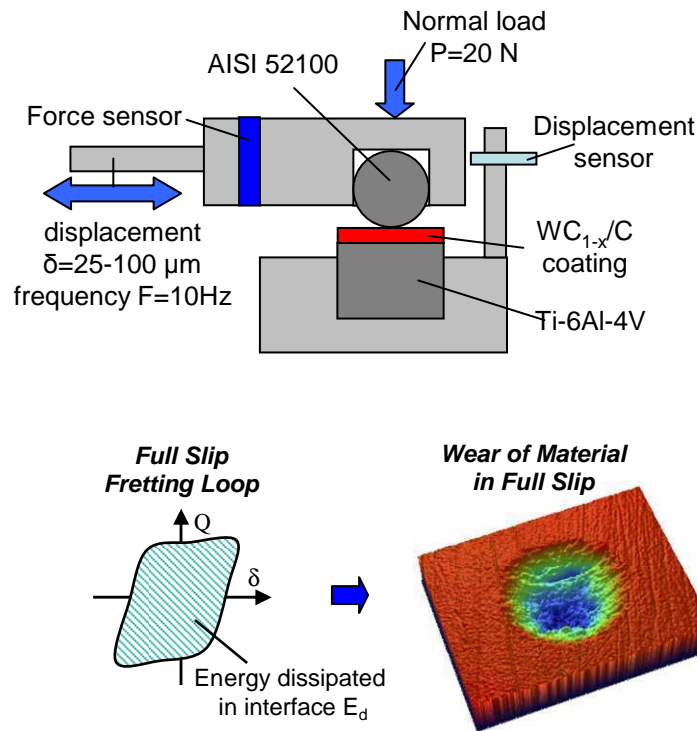 Normal load
P=20 N
AISI 52100
Force sensor
Displacement
sensor
displacement
δ=25-100 µm
frequency F=10Hz
WC1-x/C
coating
Ti-6Al-4V
Full Slip
Fretting Loop
Wear of Material
in Full Slip
Q
δ
Energy dissipated
in interface Ed